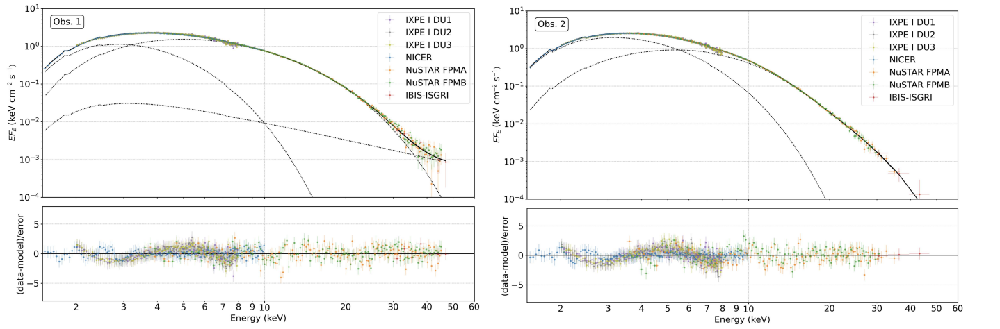 Obs. 1
IXPE I DU1
IXPE I DU2
IXPE I DU3
NICER
NuSTAR FPMA
NuSTAR FPMB
IBIS-ISGRI
10¹
10⁰
10⁻¹
10⁻²
10⁻³
10⁻⁴
EF_E (keV cm⁻² s⁻¹)
5
0
−5
(data-model)/error
2 3 4 5 6 7 8 9 10 20 30 40 50 60
Energy (keV)
Obs. 2
IXPE I DU1
IXPE I DU2
IXPE I DU3
NICER
NuSTAR FPMA
NuSTAR FPMB
IBIS-ISGRI
10¹
10⁰
10⁻¹
10⁻²
10⁻³
10⁻⁴
EF_E (keV cm⁻² s⁻¹)
5
0
−5
(data-model)/error
2 3 4 5 6 7 8 9 10 20 30 40 50 60
Energy (keV)